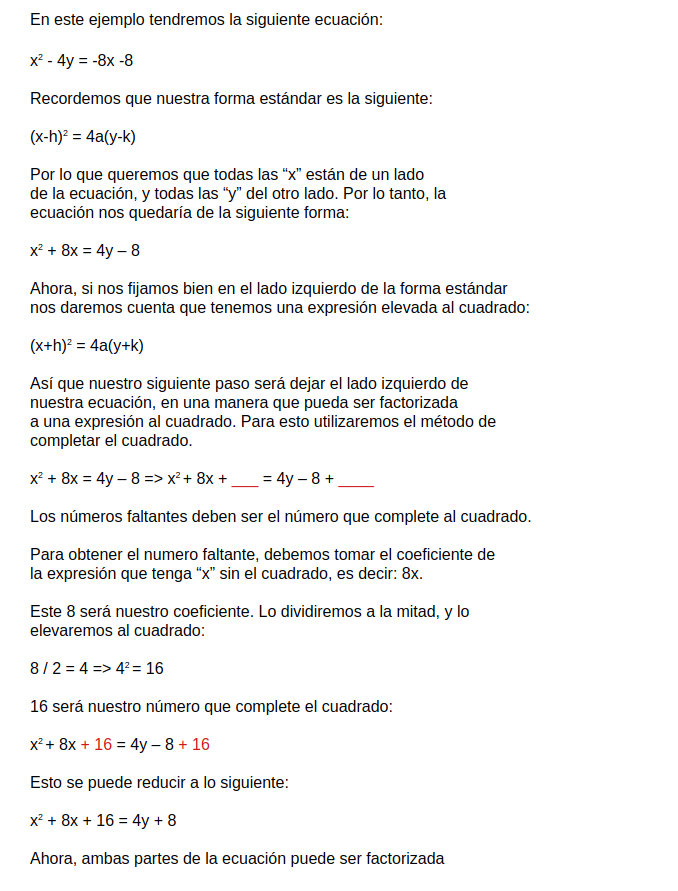 En este ejemplo tendremos la siguiente ecuación:
x² - 4y = -8x -8
Recordemos que nuestra forma estándar es la siguiente:
(x-h)² = 4a(y-k)
Por lo que queremos que todas las “x” están de un lado
de la ecuación, y todas las “y” del otro lado. Por lo tanto, la
ecuación nos quedaría de la siguiente forma:
x² + 8x = 4y – 8
Ahora, si nos fijamos bien en el lado izquierdo de la forma estándar
nos daremos cuenta que tenemos una expresión elevada al cuadrado:
(x+h)² = 4a(y+k)
Así que nuestro siguiente paso será dejar el lado izquierdo de
nuestra ecuación, en una manera que pueda ser factorizada
a una expresión al cuadrado. Para esto utilizaremos el método de
completar el cuadrado.
x² + 8x = 4y – 8 => x² + 8x + ___ = 4y – 8 + ____
Los números faltantes deben ser el número que complete al cuadrado.
Para obtener el numero faltante, debemos tomar el coeficiente de
la expresión que tenga “x” sin el cuadrado, es decir: 8x.
Este 8 será nuestro coeficiente. Lo dividiremos a la mitad, y lo
elevaremos al cuadrado:
8 / 2 = 4 => 4² = 16
16 será nuestro número que complete el cuadrado:
x² + 8x + 16 = 4y – 8 + 16
Esto se puede reducir a lo siguiente:
x² + 8x + 16 = 4y + 8
Ahora, ambas partes de la ecuación puede ser factorizada